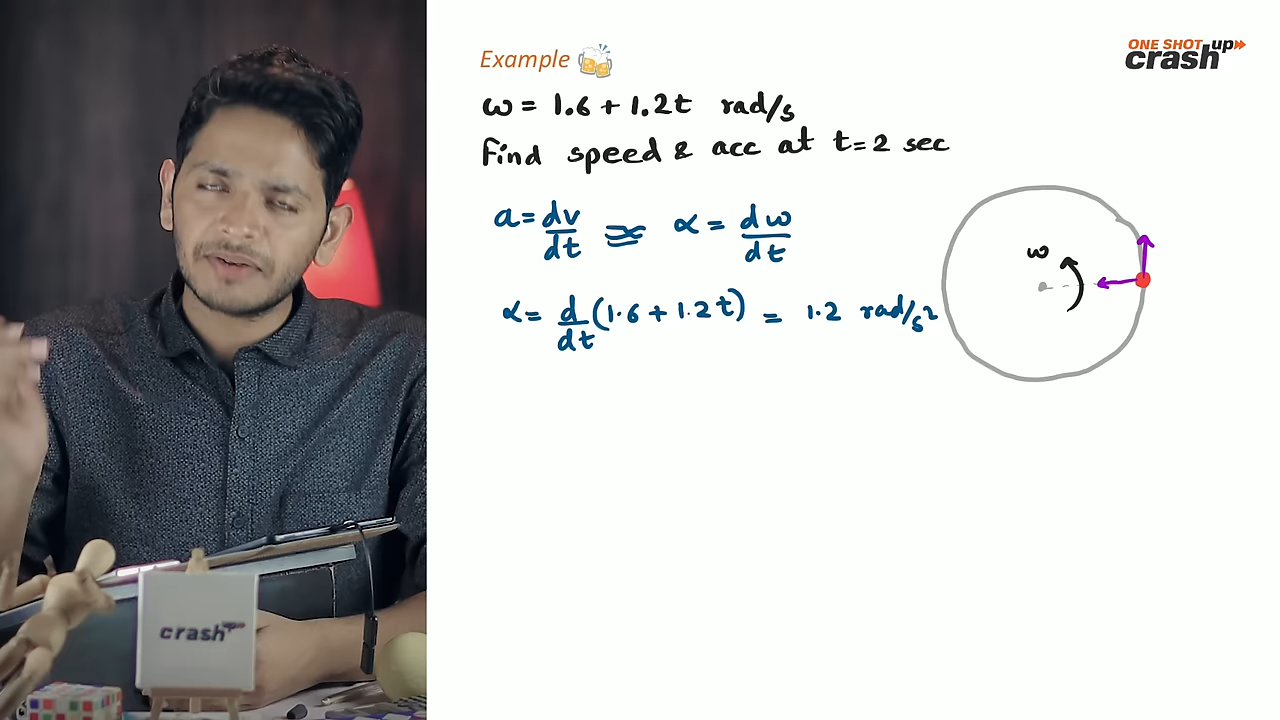 Example
ONE SHOT up
crash
ω = 1.6 + 1.2t rad/s
Find speed & acc at t=2 sec
a = dv/dt ≅ α = dω/dt
α = d/dt (1.6 + 1.2t) = 1.2 rad/s²
ω
crash up